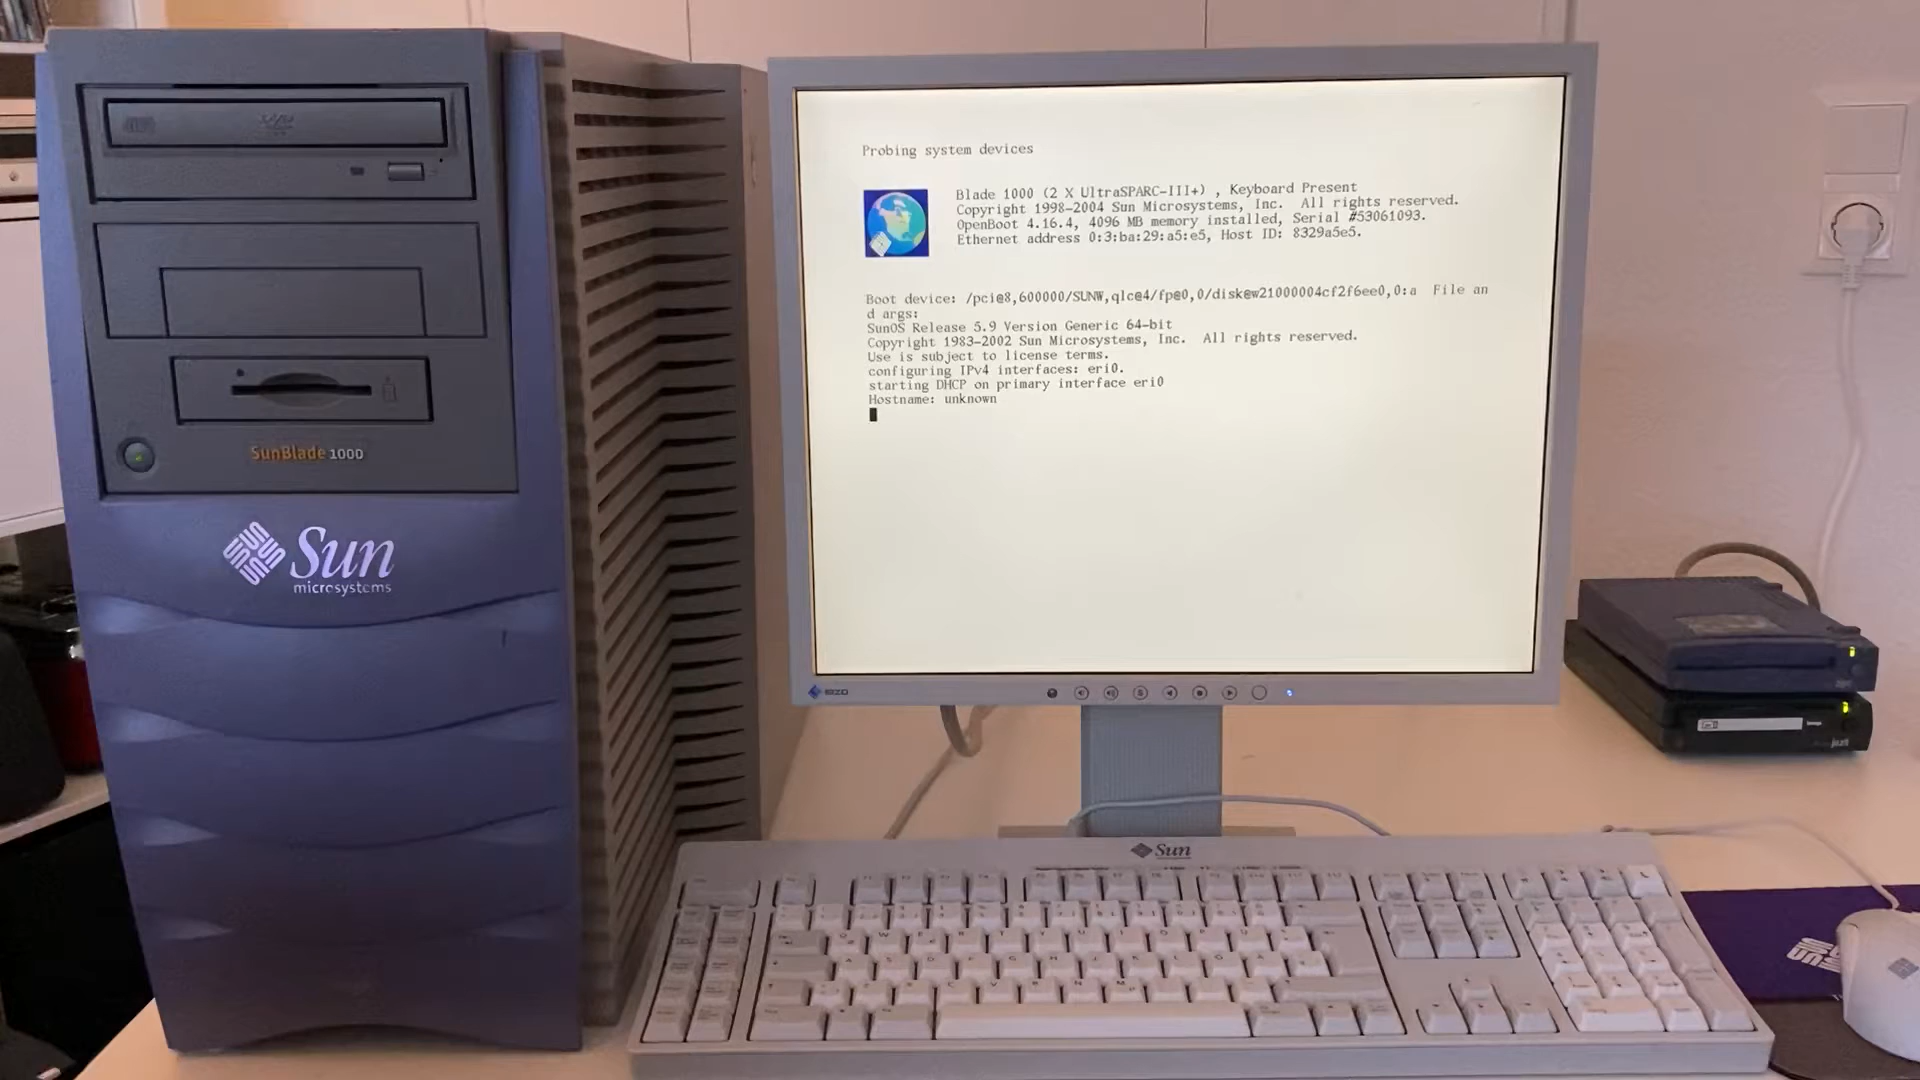 SunBlade 1000
Sun
microsystems
Probing system devices
Blade 1000 (2 X UltraSPARC-III+) , Keyboard Present
Copyright 1998-2004 Sun Microsystems, Inc.  All rights reserved.
OpenBoot 4.16.4, 4096 MB memory installed, Serial #53061093.
Ethernet address 0:3:ba:29:a5:e5, Host ID: 8329a5e5.
Boot device: /pci@8,600000/SUNW,qlc@4/fp@0,0/disk@w21000004cf2f6ee0,0:a  File an
d args:
SunOS Release 5.9 Version Generic 64-bit
Copyright 1983-2002 Sun Microsystems, Inc.  All rights reserved.
Use is subject to license terms.
configuring IPv4 interfaces: eri0.
starting DHCP on primary interface eri0
Hostname: unknown
EIZO
Sun